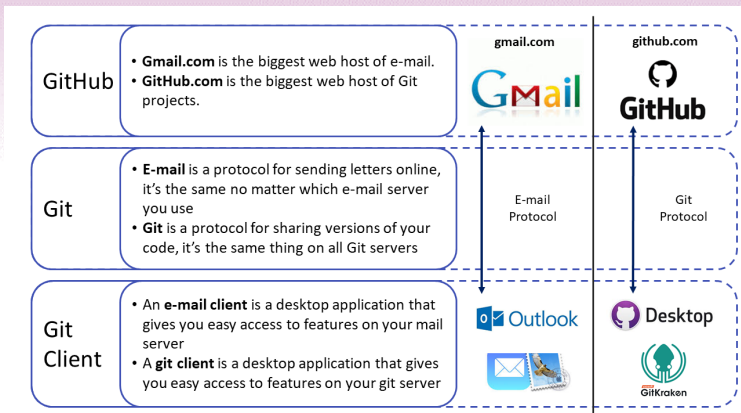 gmail.com
github.com
GitHub
• Gmail.com is the biggest web host of e-mail.
• GitHub.com is the biggest web host of Git
projects.
Gmail
GitHub
Git
• E-mail is a protocol for sending letters online,
it's the same no matter which e-mail server
you use
• Git is a protocol for sharing versions of your
code, it's the same thing on all Git servers
E-mail
Protocol
Git
Protocol
Git
Client
• An e-mail client is a desktop application that
gives you easy access to features on your mail
server
• A git client is a desktop application that gives
you easy access to features on your git server
Outlook
Desktop
GitKraken